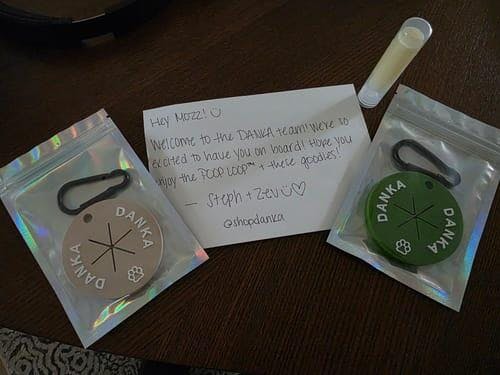 Hey Mozz! :)
Welcome to the DANKA team! We're so
excited to have you on board! Hope you
enjoy the POOP LOOP™ + these goodies!
— Steph + Zev :) ♡
@shopdanka
DANKA
DANKA
DANKA
DANKA